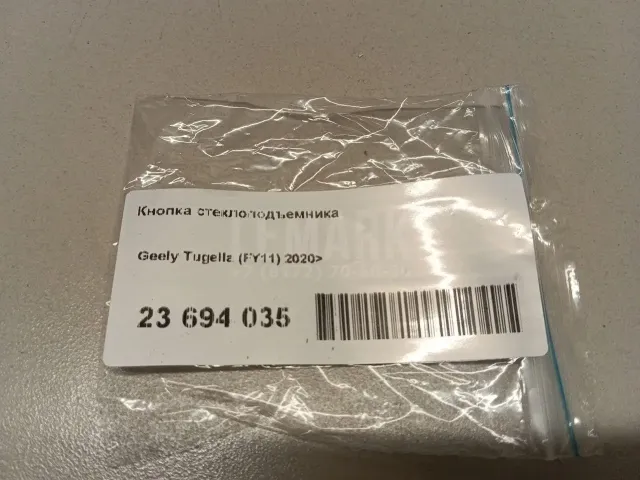 Кнопка стеклоподъемника
Geely Tugella (FY11) 2020>
23 694 035